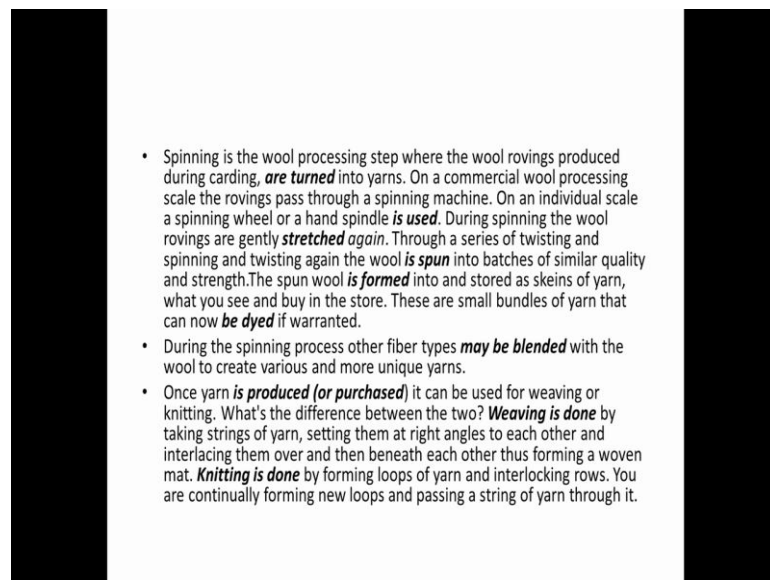 • Spinning is the wool processing step where the wool rovings produced
during carding, are turned into yarns. On a commercial wool processing
scale the rovings pass through a spinning machine. On an individual scale
a spinning wheel or a hand spindle is used. During spinning the wool
rovings are gently stretched again. Through a series of twisting and
spinning and twisting again the wool is spun into batches of similar quality
and strength.The spun wool is formed into and stored as skeins of yarn,
what you see and buy in the store. These are small bundles of yarn that
can now be dyed if warranted.
• During the spinning process other fiber types may be blended with the
wool to create various and more unique yarns.
• Once yarn is produced (or purchased) it can be used for weaving or
knitting. What's the difference between the two? Weaving is done by
taking strings of yarn, setting them at right angles to each other and
interlacing them over and then beneath each other thus forming a woven
mat. Knitting is done by forming loops of yarn and interlocking rows. You
are continually forming new loops and passing a string of yarn through it.